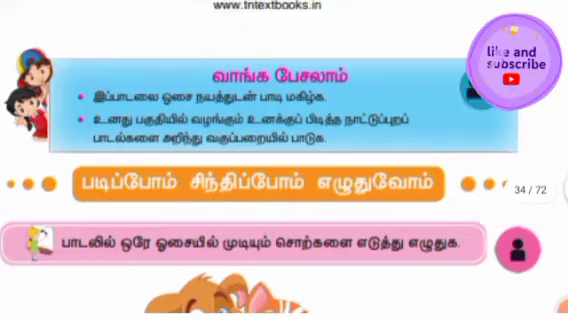 www.tntextbooks.in
வாங்க பேசலாம்
like and
subscribe
• இப்பாடலை ஓசை நயத்துடன் பாடி மகிழ்க.
• உனது பகுதியில் வழங்கும் உனக்குப் பிடித்த நாட்டுப்புறப்
பாடல்களை அறிந்து வகுப்பறையில் பாடுக.
படிப்போம் சிந்திப்போம் எழுதுவோம்
34 / 72
பாடலில் ஒரே ஓசையில் முடியும் சொற்களை எடுத்து எழுதுக.